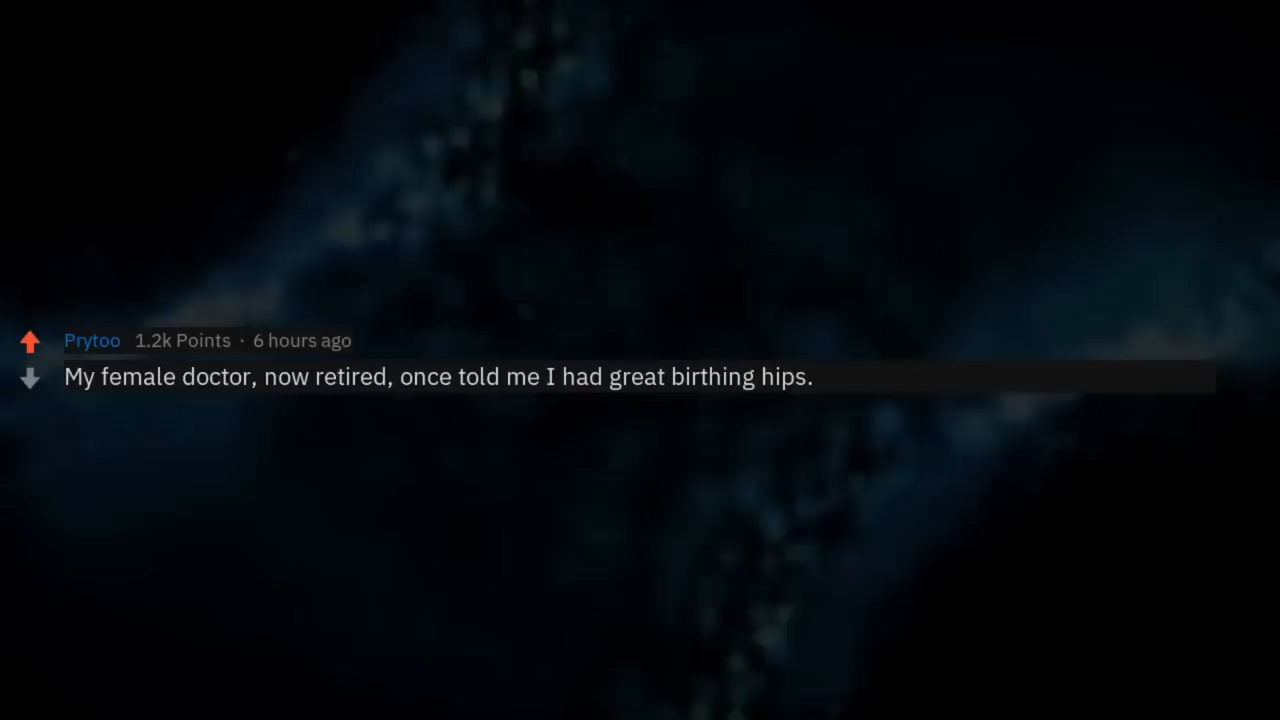 Prytoo 1.2k Points · 6 hours ago
My female doctor, now retired, once told me I had great birthing hips.